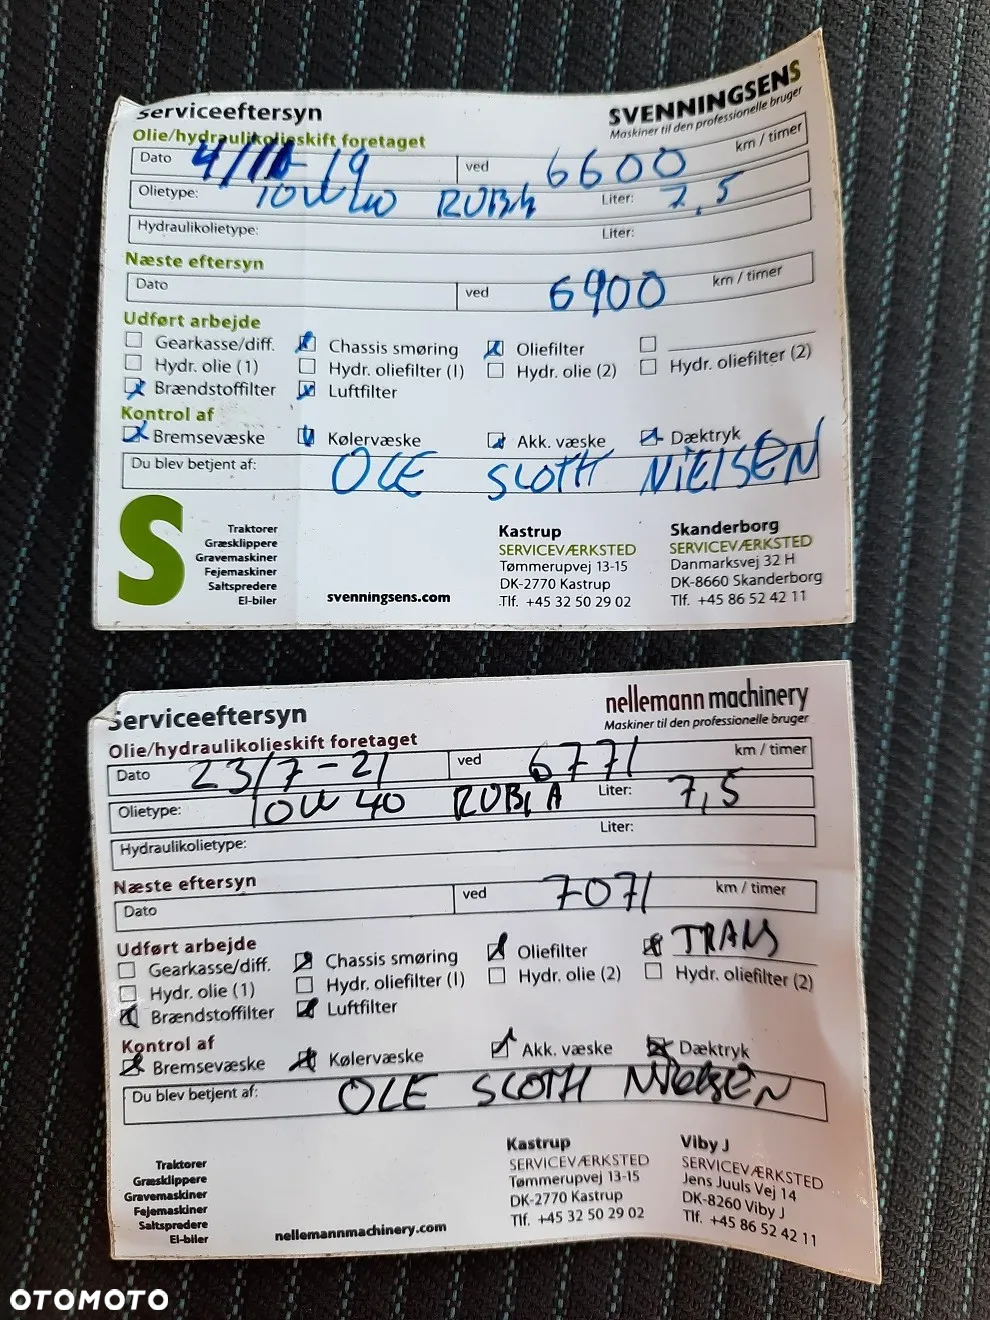 Serviceeftersyn
SVENNINGSENS
Maskiner til den professionelle bruger
Olie/hydraulikolieskift foretaget
Dato 4/11-19 ved 6600 km / timer
Olietype: 10W40 RUBIA Liter: 7,5
Hydraulikolietype: Liter:
Næste eftersyn
Dato ved 6900 km / timer
Udført arbejde
Gearkasse/diff. Chassis smøring Oliefilter
Hydr. olie (1) Hydr. oliefilter (1) Hydr. olie (2) Hydr. oliefilter (2)
Brændstoffilter Luftfilter
Kontrol af
Bremsevæske Kølervæske Akk. væske Dæktryk
Du blev betjent af: OLE SLOTH NIELSEN
S
Traktorer
Græsklippere
Gravemaskiner
Fejemaskiner
Saltspredere
El-biler
svenningsens.com
Kastrup
SERVICEVÆRKSTED
Tømmerupvej 13-15
DK-2770 Kastrup
Tlf. +45 32 50 29 02
Skanderborg
SERVICEVÆRKSTED
Danmarksvej 32 H
DK-8660 Skanderborg
Tlf. +45 86 52 42 11
Serviceeftersyn
nellemann machinery
Maskiner til den professionelle bruger
Olie/hydraulikolieskift foretaget
Dato 23/7-21 ved 6771 km / timer
Olietype: 10W40 RUBIA Liter: 7,5
Hydraulikolietype: Liter:
Næste eftersyn
Dato ved 7071 km / timer
Udført arbejde
Gearkasse/diff. Chassis smøring Oliefilter TRANS
Hydr. olie (1) Hydr. oliefilter (1) Hydr. olie (2) Hydr. oliefilter (2)
Brændstoffilter Luftfilter
Kontrol af
Bremsevæske Kølervæske Akk. væske Dæktryk
Du blev betjent af: OLE SLOTH NIELSEN
Traktorer
Græsklippere
Gravemaskiner
Fejemaskiner
Saltspredere
El-biler
nellemannmachinery.com
Kastrup
SERVICEVÆRKSTED
Tømmerupvej 13-15
DK-2770 Kastrup
Tlf. +45 32 50 29 02
Viby J
SERVICEVÆRKSTED
Jens Juuls Vej 14
DK-8260 Viby J
Tlf. +45 86 52 42 11
OTOMOTO